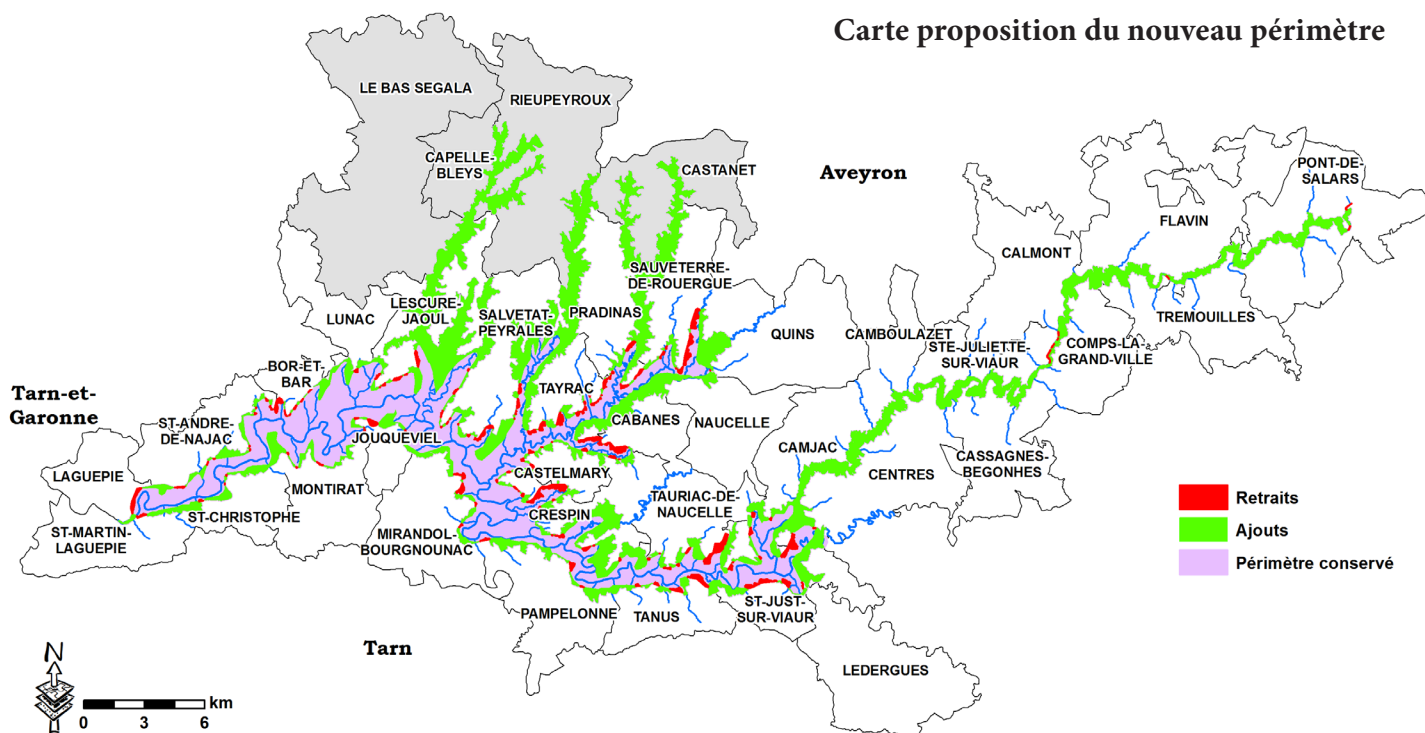 Carte proposition du nouveau périmètre
LE BAS SEGALA
RIEUPEYROUX
CAPELLE-
BLEYS
CASTANET
Aveyron
PONT-DE-
SALARS
FLAVIN
CALMONT
SAUVETERRE-
DE-ROUERGUE
LESCURE-
JAOUL
LUNAC
SALVETAT-
PEYRALES
PRADINAS
QUINS
CAMBOULAZET
TREMOUILLES
STE-JULIETTE-
SUR-VIAUR
COMPS-LA-
GRAND-VILLE
BOR-ET-
BAR
TAYRAC
Tarn-et-
Garonne
ST-ANDRE-
DE-NAJAC
CABANES
NAUCELLE
JOUQUEVIEL
CAMJAC
CENTRES
CASSAGNES-
BEGONHES
LAGUEPIE
MONTIRAT
CASTELMARY
TAURIAC-DE-
NAUCELLE
ST-CHRISTOPHE
CRESPIN
ST-MARTIN-
LAGUEPIE
MIRANDOL-
BOURGNOUNAC
Retraits
Ajouts
Périmètre conservé
PAMPELONNE
TANUS
ST-JUST-
SUR-VIAUR
Tarn
LEDERGUES
N
km
0 3 6